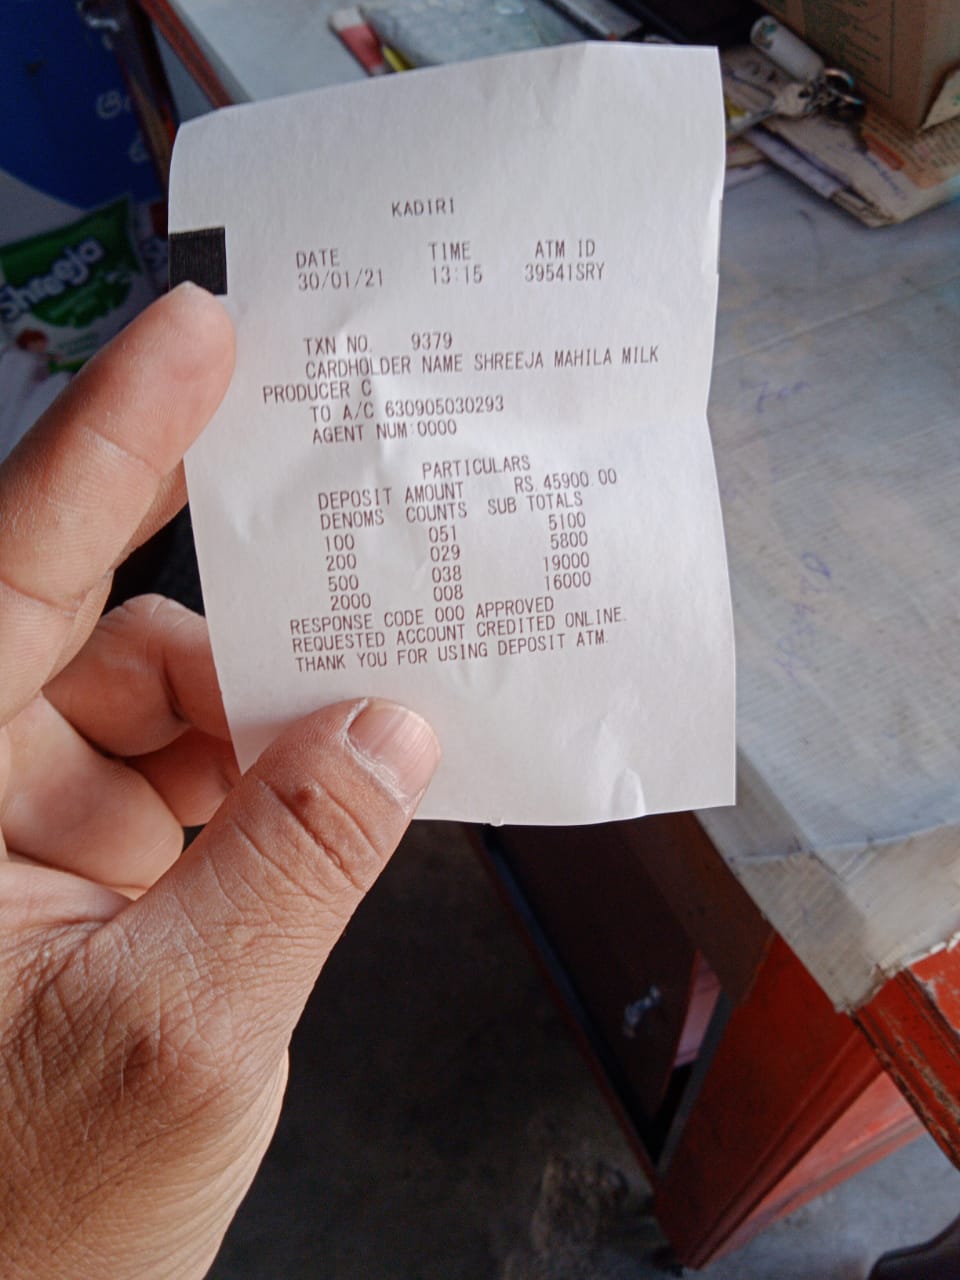 Shreeja
KADIRI
DATE TIME ATM ID
30/01/21 13:15 39541SRY
TXN NO. 9379
CARDHOLDER NAME SHREEJA MAHILA MILK
PRODUCER C
TO A/C 630905030293
AGENT NUM:0000
PARTICULARS
DEPOSIT AMOUNT RS.45900.00
DENOMS COUNTS SUB TOTALS
100 051 5100
200 029 5800
500 038 19000
2000 008 16000
RESPONSE CODE 000 APPROVED
REQUESTED ACCOUNT CREDITED ONLINE.
THANK YOU FOR USING DEPOSIT ATM.